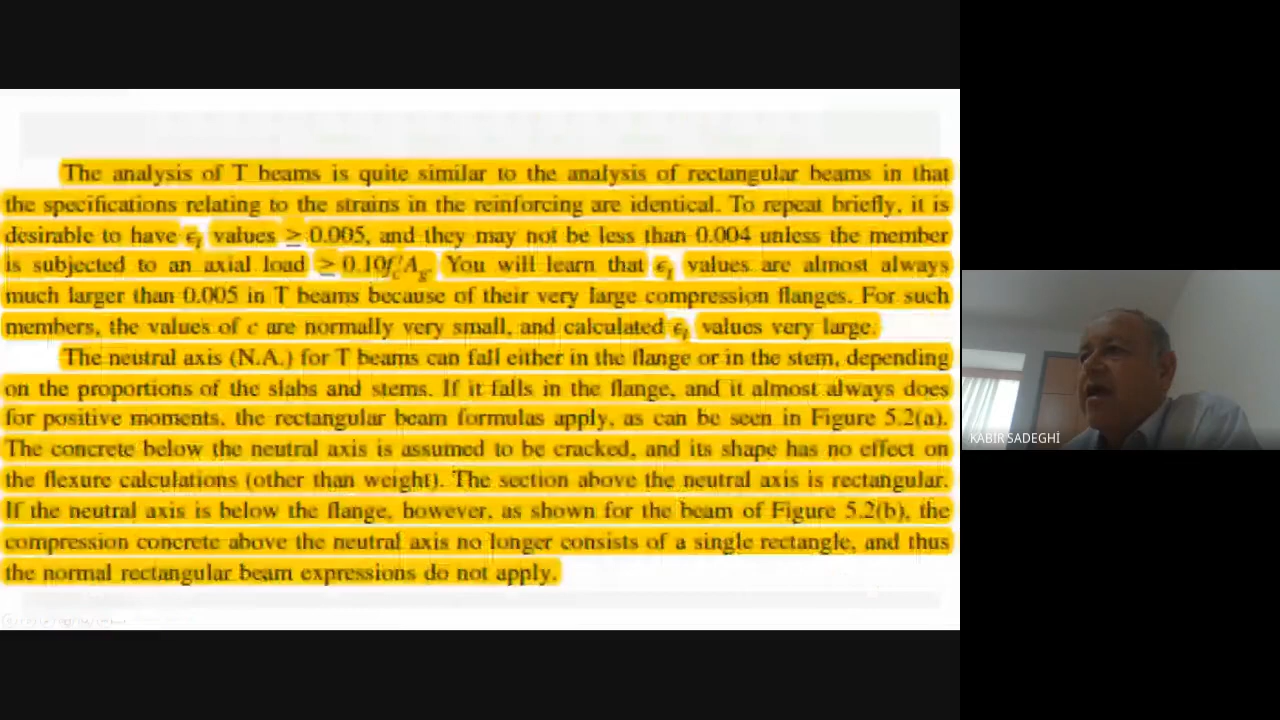 The analysis of T beams is quite similar to the analysis of rectangular beams in that
the specifications relating to the strains in the reinforcing are identical. To repeat briefly, it is
desirable to have ϵt values ≥ 0.005, and they may not be less than 0.004 unless the member
is subjected to an axial load ≥ 0.10f′cAg. You will learn that ϵt values are almost always
much larger than 0.005 in T beams because of their very large compression flanges. For such
members, the values of c are normally very small, and calculated ϵt values very large.
The neutral axis (N.A.) for T beams can fall either in the flange or in the stem, depending
on the proportions of the slabs and stems. If it falls in the flange, and it almost always does
for positive moments, the rectangular beam formulas apply, as can be seen in Figure 5.2(a).
The concrete below the neutral axis is assumed to be cracked, and its shape has no effect on
the flexure calculations (other than weight). The section above the neutral axis is rectangular.
If the neutral axis is below the flange, however, as shown for the beam of Figure 5.2(b), the
compression concrete above the neutral axis no longer consists of a single rectangle, and thus
the normal rectangular beam expressions do not apply.
KABIR SADEGHİ